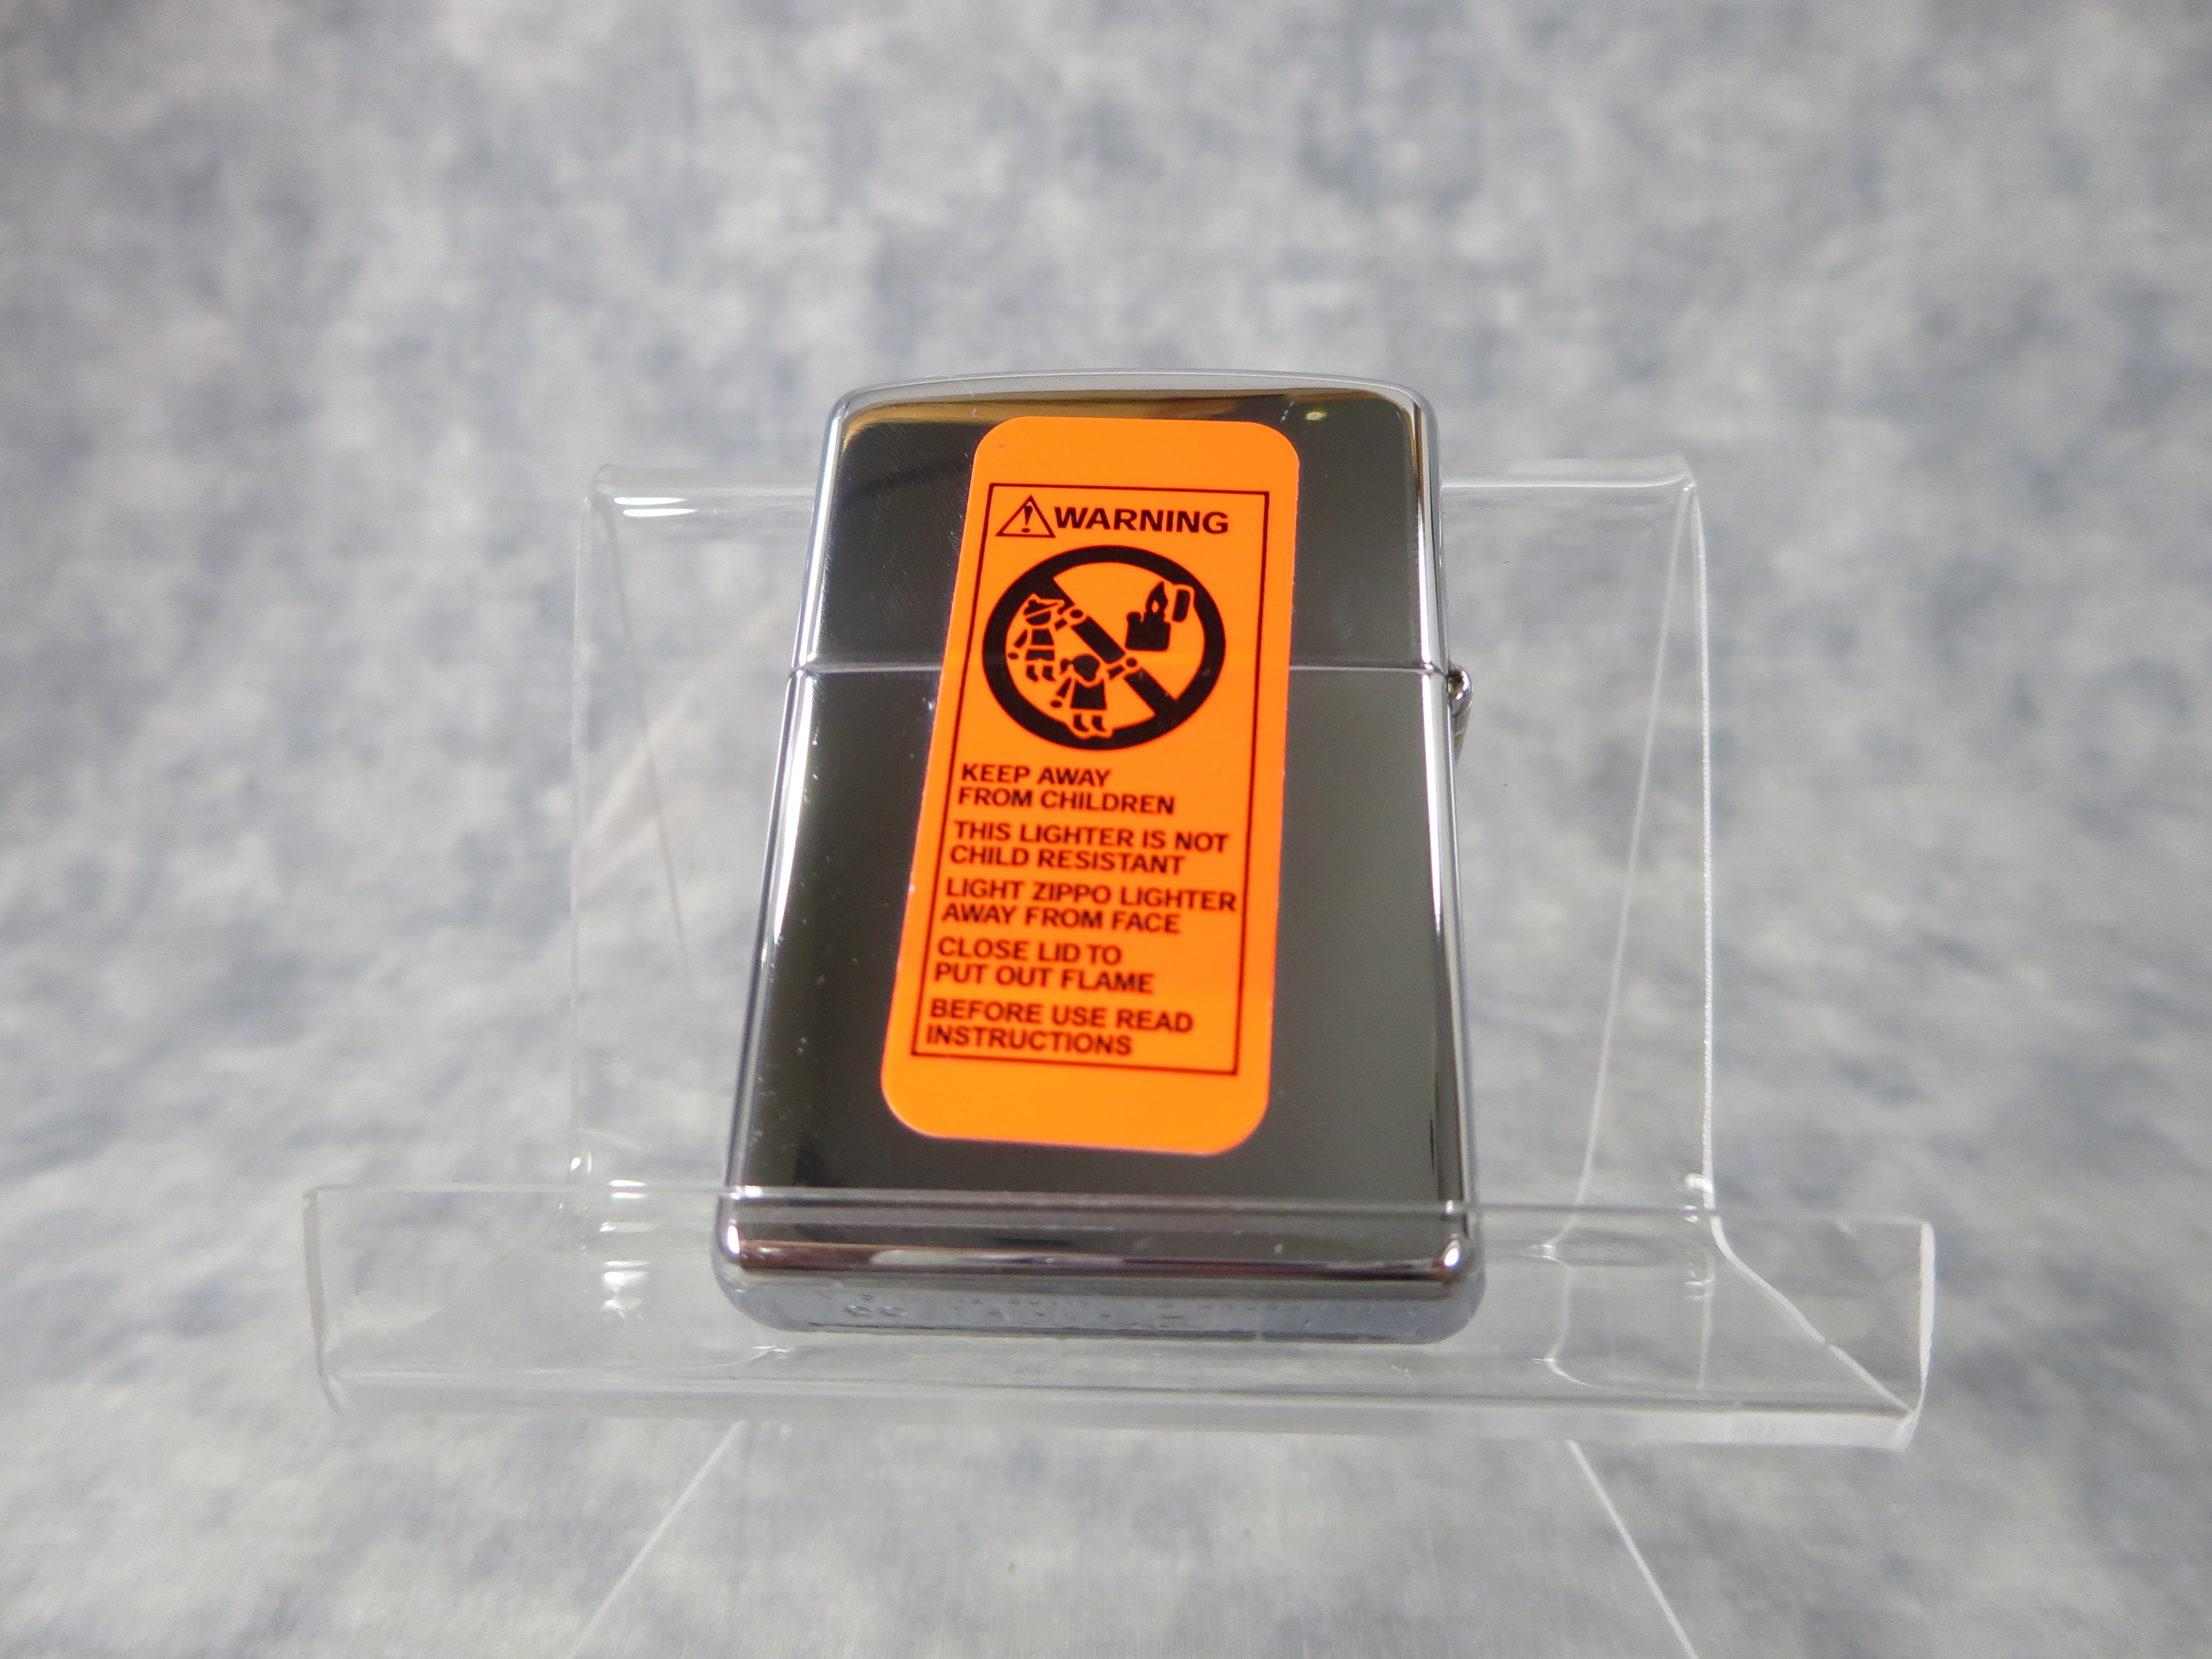 WARNING
KEEP AWAY
FROM CHILDREN
THIS LIGHTER IS NOT
CHILD RESISTANT
LIGHT ZIPPO LIGHTER
AWAY FROM FACE
CLOSE LID TO
PUT OUT FLAME
BEFORE USE READ
INSTRUCTIONS